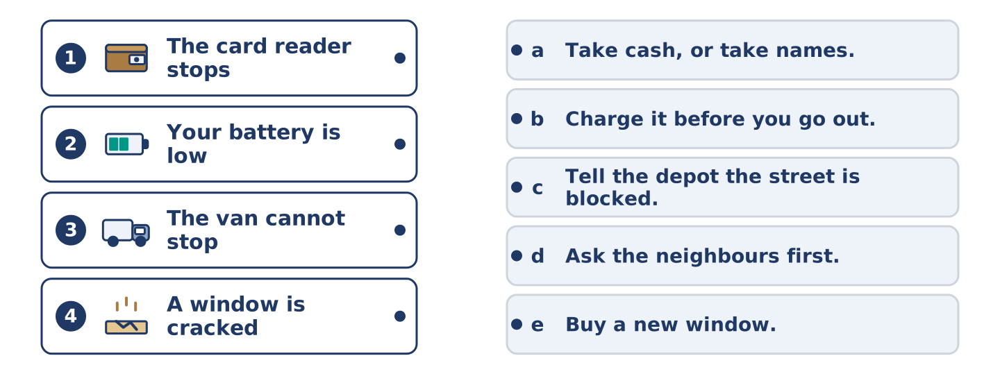 1
The card reader
stops
2
Your battery is
low
3
The van cannot
stop
4
A window is
cracked
a Take cash, or take names.
b Charge it before you go out.
c Tell the depot the street is
blocked.
d Ask the neighbours first.
e Buy a new window.